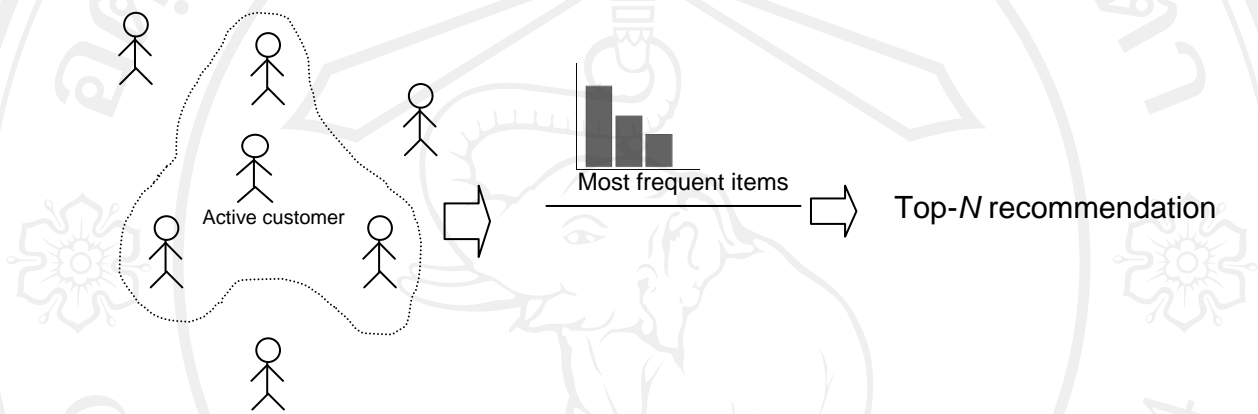 Active customer
Most frequent items
Top-N recommendation